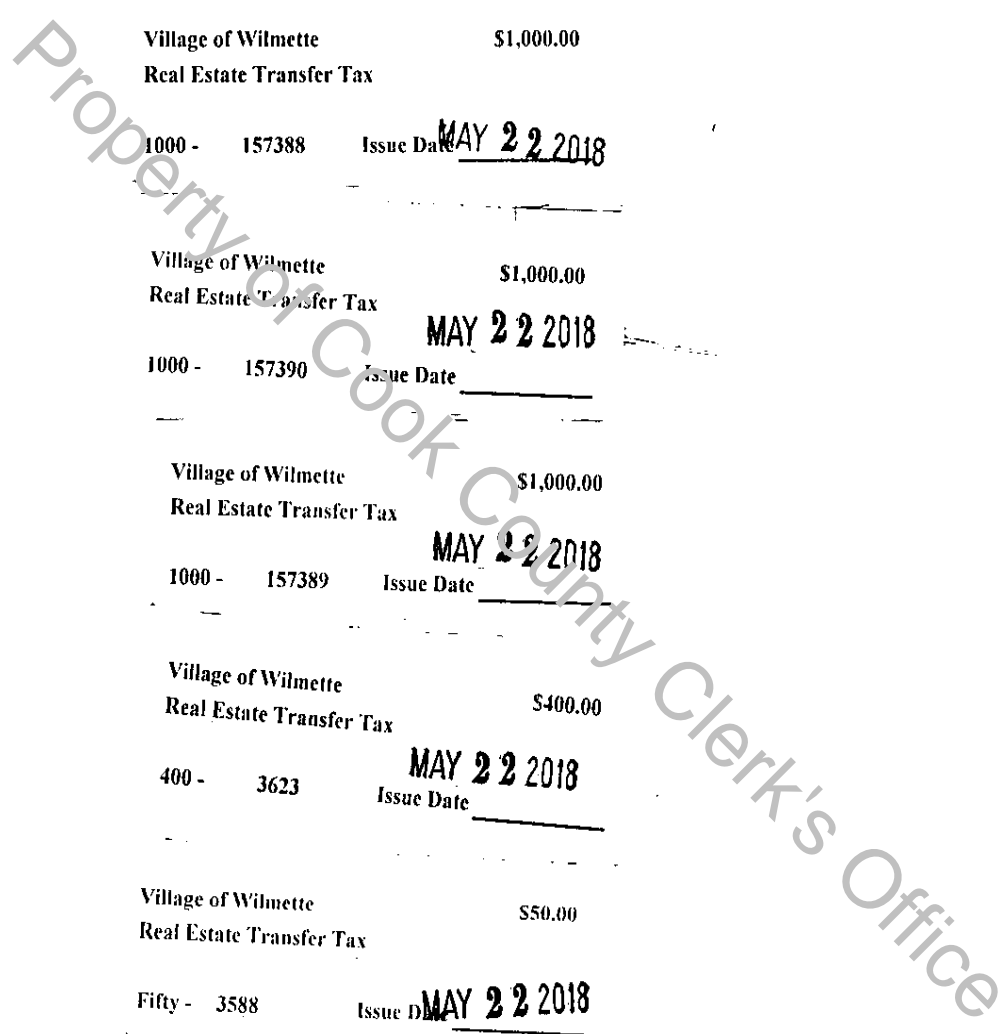 Village of Wilmette $1,000.00
Real Estate Transfer Tax
1000 - 157388 Issue Date MAY 22 2018
Village of Wilmette $1,000.00
Real Estate Transfer Tax
MAY 22 2018
1000 - 157390 Issue Date
Village of Wilmette $1,000.00
Real Estate Transfer Tax
MAY 22 2018
1000 - 157389 Issue Date
Village of Wilmette $400.00
Real Estate Transfer Tax
MAY 22 2018
400 - 3623 Issue Date
Village of Wilmette $50.00
Real Estate Transfer Tax
Fifty - 3588 Issue Date MAY 22 2018
Property of Cook County Clerk's Office